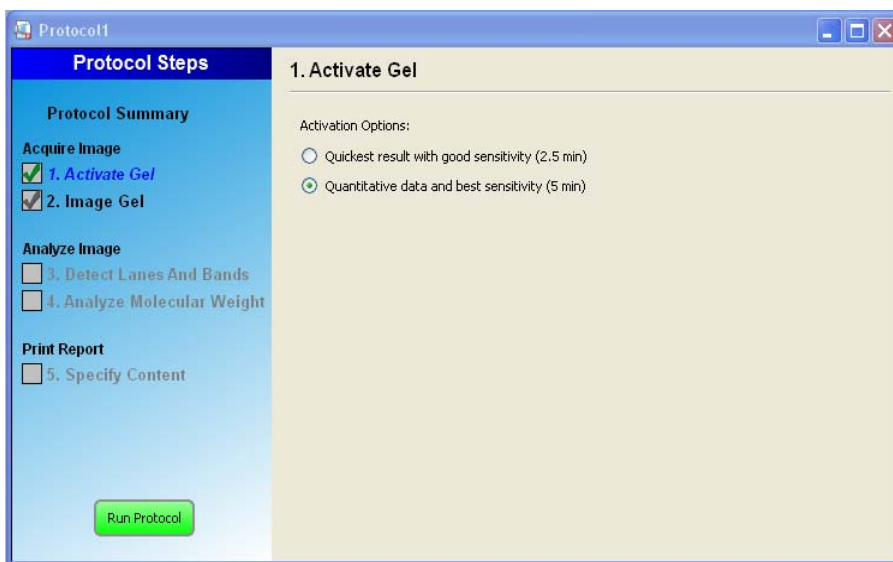 Protocol1
Protocol Steps
Protocol Summary
Acquire Image
1. Activate Gel
2. Image Gel
Analyze Image
3. Detect Lanes And Bands
4. Analyze Molecular Weight
Print Report
5. Specify Content
Run Protocol
1. Activate Gel
Activation Options:
Quickest result with good sensitivity (2.5 min)
Quantitative data and best sensitivity (5 min)